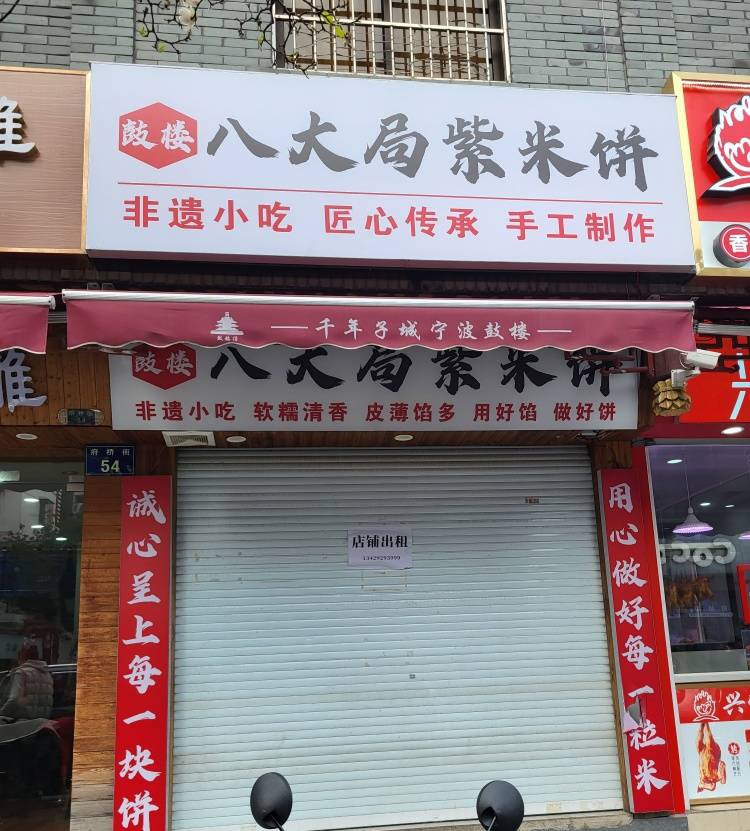 鼓楼 八大局紫米饼
非遗小吃 匠心传承 手工制作
香
千年子城宁波鼓楼
鼓楼 八大局紫米饼
非遗小吃 软糯清香 皮薄馅多 用好馅 做好饼
雅
府桥街
54
店铺出租
诚心呈上每一块饼
用心做好每一粒米
兴